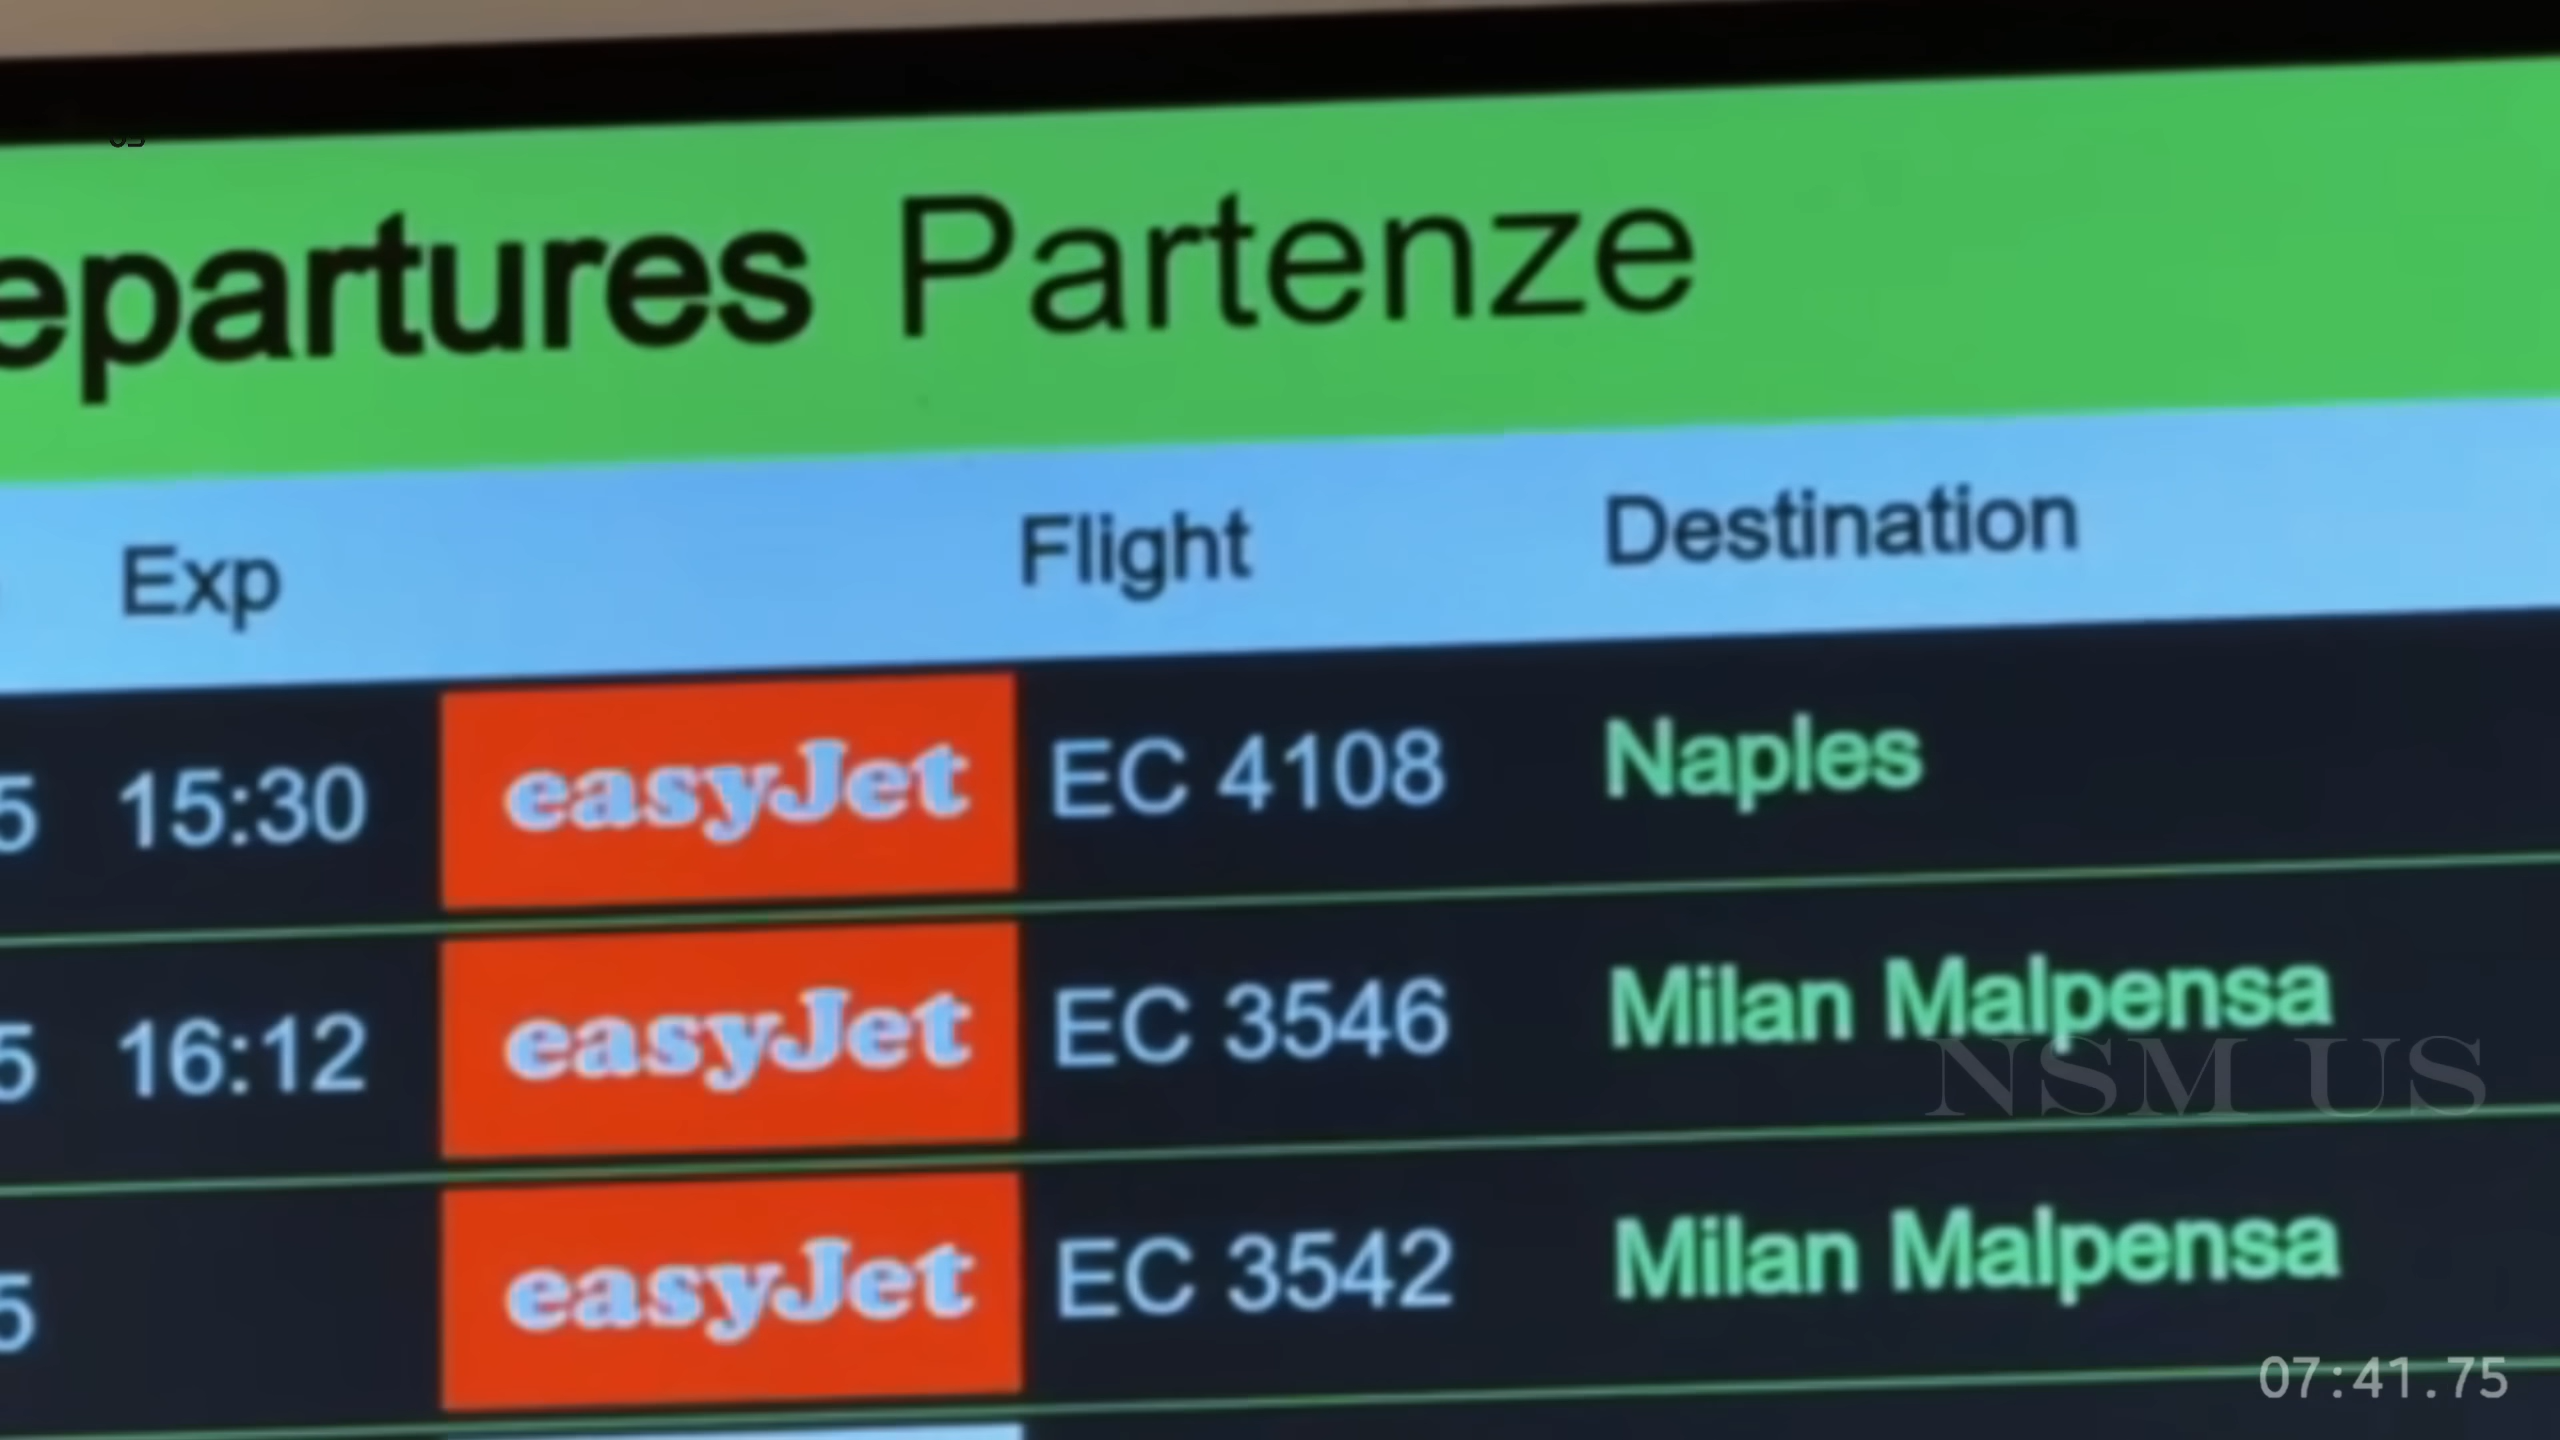 epartures Partenze
Exp Flight Destination
5 15:30 easyJet EC 4108 Naples
5 16:12 easyJet EC 3546 Milan Malpensa
NSM US
5 easyJet EC 3542 Milan Malpensa
07:41.75